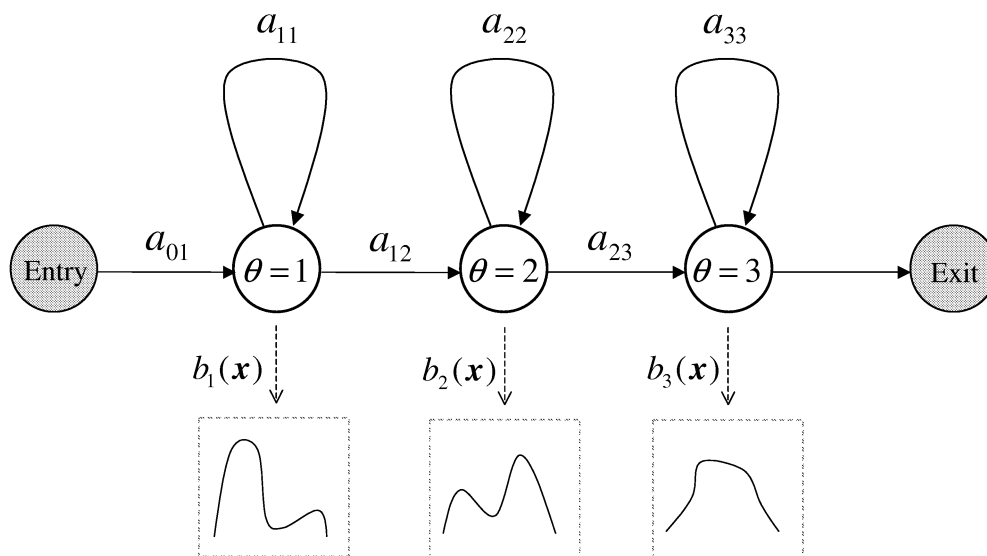 a₁₁ a₂₂ a₃₃
a₀₁ a₁₂ a₂₃
Entry θ = 1 θ = 2 θ = 3 Exit
b₁(x) b₂(x) b₃(x)